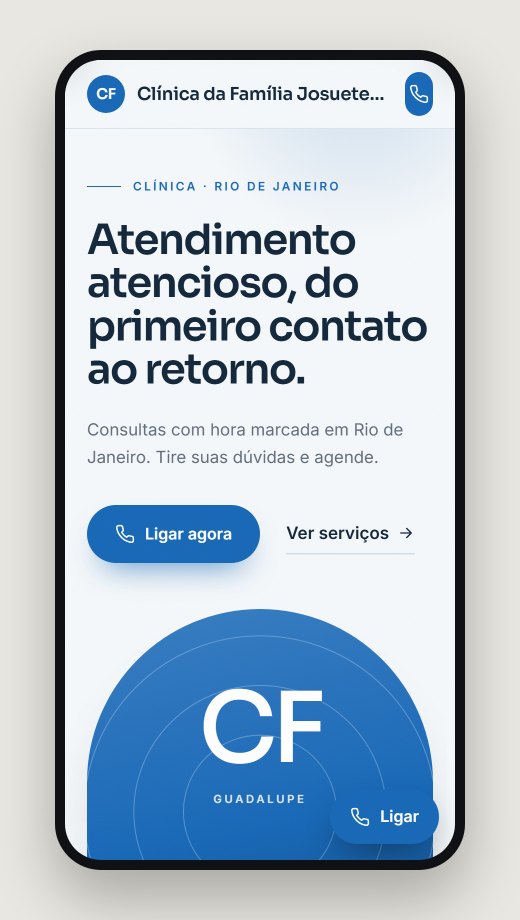 CF
Clínica da Família Josuete...
CLÍNICA · RIO DE JANEIRO
Atendimento
atencioso, do
primeiro contato
ao retorno.
Consultas com hora marcada em Rio de
Janeiro. Tire suas dúvidas e agende.
Ligar agora
Ver serviços →
CF
GUADALUPE
Ligar